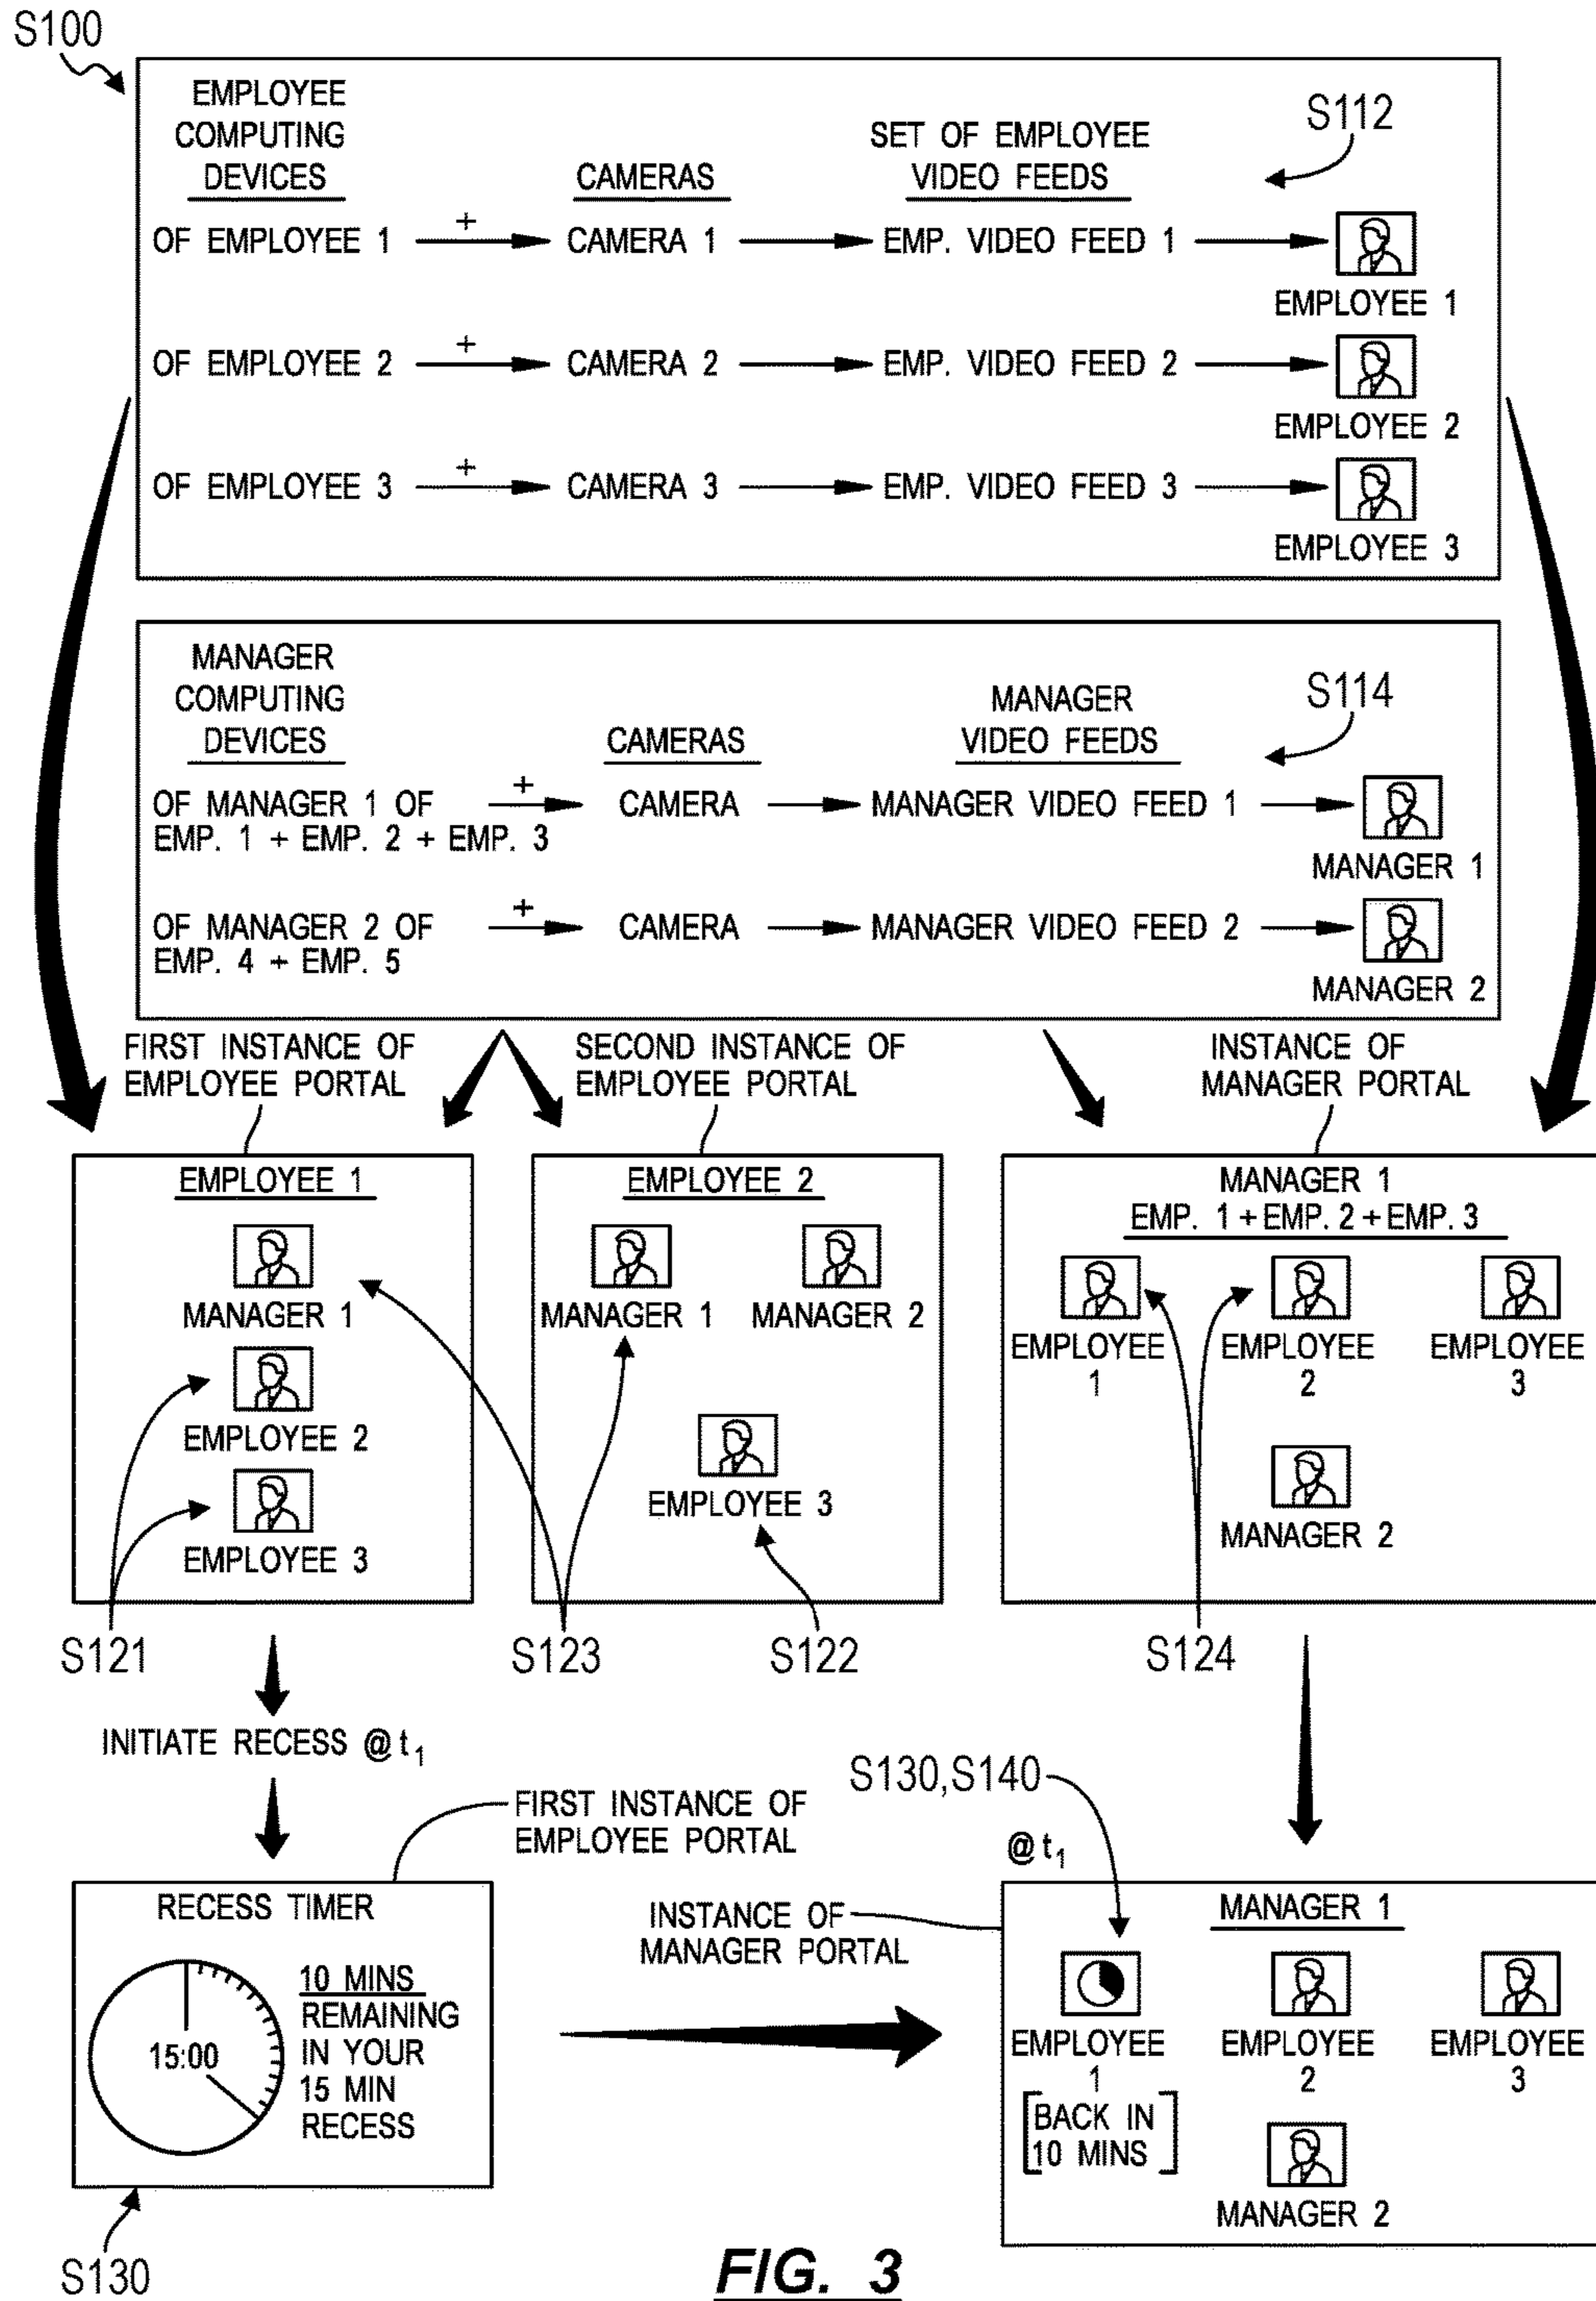 S100
EMPLOYEE
COMPUTING
DEVICES
CAMERAS
SET OF EMPLOYEE
VIDEO FEEDS
S112
OF EMPLOYEE 1 + CAMERA 1 EMP. VIDEO FEED 1
EMPLOYEE 1
OF EMPLOYEE 2 + CAMERA 2 EMP. VIDEO FEED 2
EMPLOYEE 2
OF EMPLOYEE 3 + CAMERA 3 EMP. VIDEO FEED 3
EMPLOYEE 3
MANAGER
COMPUTING
DEVICES
CAMERAS
MANAGER
VIDEO FEEDS
S114
OF MANAGER 1 OF + CAMERA MANAGER VIDEO FEED 1
EMP. 1 + EMP. 2 + EMP. 3
MANAGER 1
OF MANAGER 2 OF + CAMERA MANAGER VIDEO FEED 2
EMP. 4 + EMP. 5
MANAGER 2
FIRST INSTANCE OF
EMPLOYEE PORTAL
SECOND INSTANCE OF
EMPLOYEE PORTAL
INSTANCE OF
MANAGER PORTAL
EMPLOYEE 1
MANAGER 1
EMPLOYEE 2
EMPLOYEE 3
EMPLOYEE 2
MANAGER 1
MANAGER 2
EMPLOYEE 3
MANAGER 1
EMP. 1 + EMP. 2 + EMP. 3
EMPLOYEE
1
EMPLOYEE
2
EMPLOYEE
3
MANAGER 2
S121
S123
S122
S124
INITIATE RECESS @ t1
FIRST INSTANCE OF
EMPLOYEE PORTAL
S130,S140
@ t1
RECESS TIMER
15:00
10 MINS
REMAINING
IN YOUR
15 MIN
RECESS
S130
INSTANCE OF
MANAGER PORTAL
MANAGER 1
EMPLOYEE
1
[BACK IN
10 MINS]
EMPLOYEE
2
EMPLOYEE
3
MANAGER 2
FIG. 3